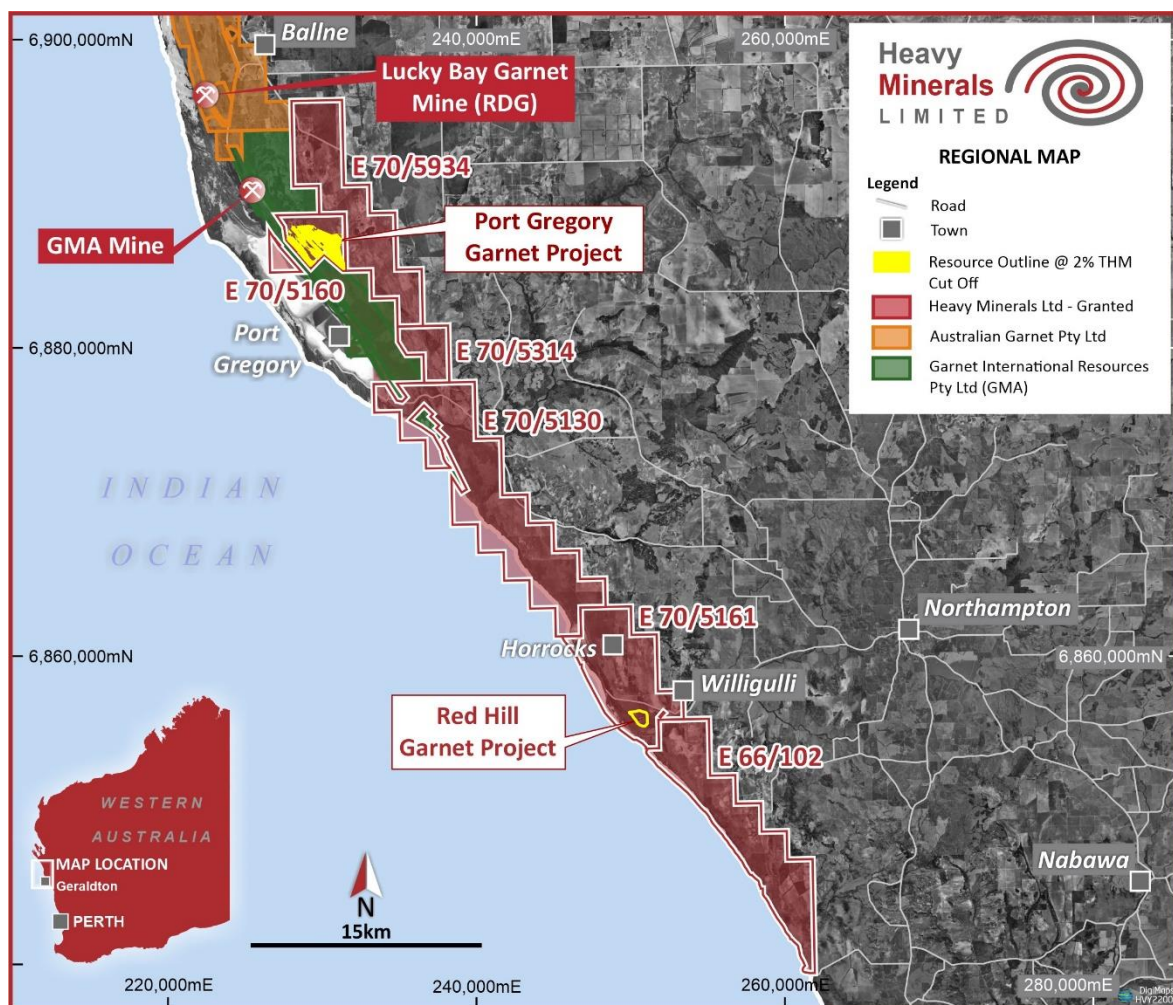 6,900,000mN
Ballne
240,000mE
260,000mE
Heavy
Minerals
LIMITED
REGIONAL MAP
Legend
Road
Town
Resource Outline @ 2% THM
Cut Off
Heavy Minerals Ltd - Granted
Australian Garnet Pty Ltd
Garnet International Resources
Pty Ltd (GMA)
Lucky Bay Garnet
Mine (RDG)
E 70/5934
GMA Mine
Port Gregory
Garnet Project
E 70/5160
Port
Gregory
6,880,000mN
E 70/5314
E 70/5130
INDIAN
OCEAN
E 70/5161
Northampton
Horrocks
6,860,000mN
6,860,000mN
Willigulli
Red Hill
Garnet Project
E 66/102
WESTERN
AUSTRALIA
MAP LOCATION
Geraldton
PERTH
N
15km
Nabawa
220,000mE
240,000mE
260,000mE
280,000mE
DigiMaps